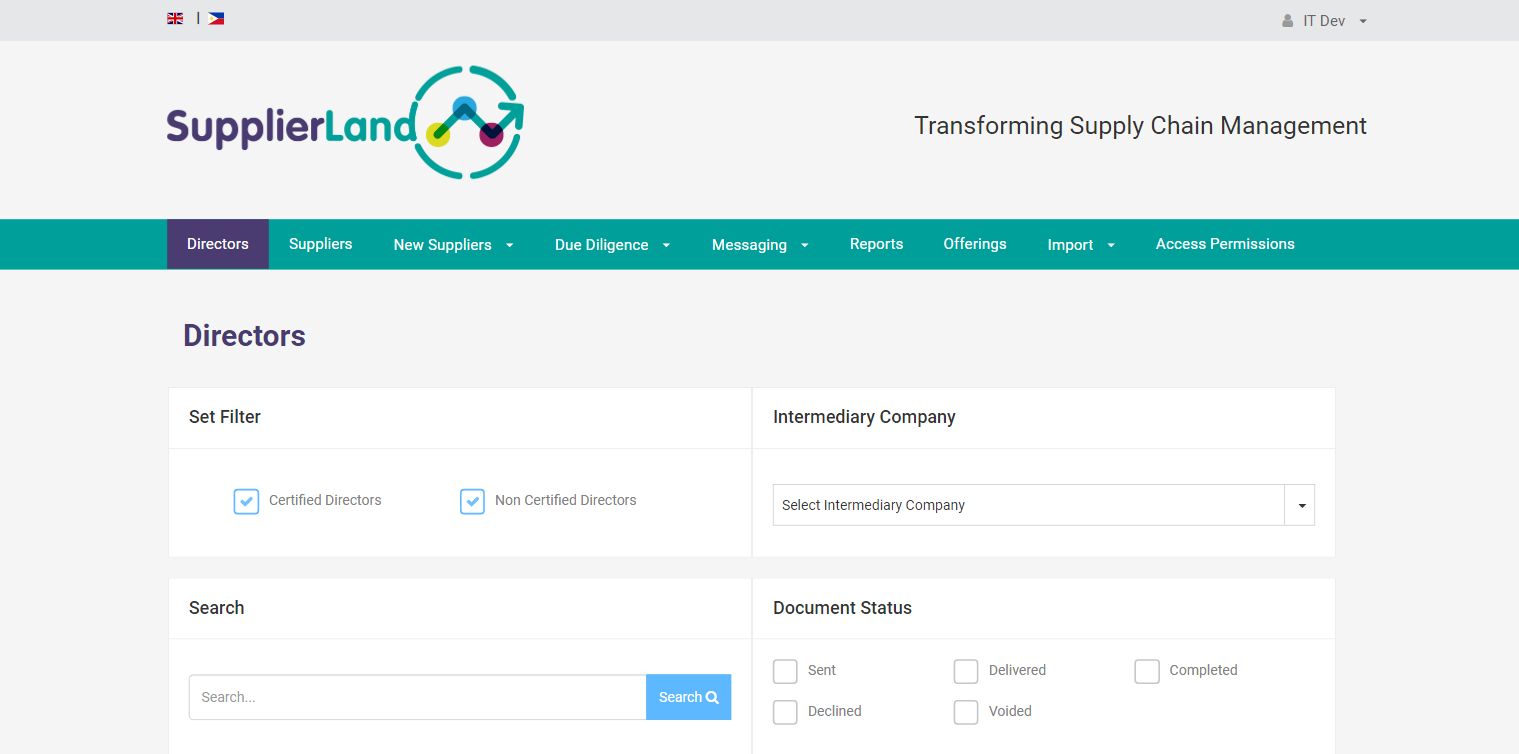 | IT Dev
SupplierLand
Transforming Supply Chain Management
Directors Suppliers New Suppliers Due Diligence Messaging Reports Offerings Import Access Permissions
Directors
Set Filter
Certified Directors Non Certified Directors
Intermediary Company
Select Intermediary Company
Search
Search... Search
Document Status
Sent Delivered Completed
Declined Voided